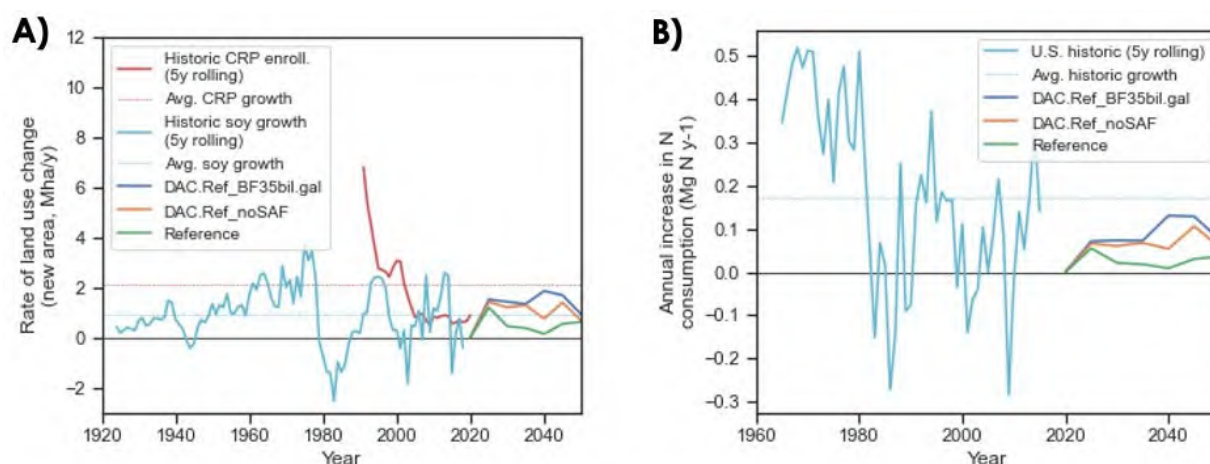 A)
12
10
8
6
4
2
0
−2
Rate of land use change
(new area, Mha/y)
Historic CRP enroll.
(5y rolling)
Avg. CRP growth
Historic soy growth
(5y rolling)
Avg. soy growth
DAC.Ref_BF35bil.gal
DAC.Ref_noSAF
Reference
1920 1940 1960 1980 2000 2020 2040
Year
B)
0.5
0.4
0.3
0.2
0.1
0.0
−0.1
−0.2
−0.3
Annual increase in N
consumption (Mg N y-1)
U.S. historic (5y rolling)
Avg. historic growth
DAC.Ref_BF35bil.gal
DAC.Ref_noSAF
Reference
1960 1980 2000 2020 2040
Year